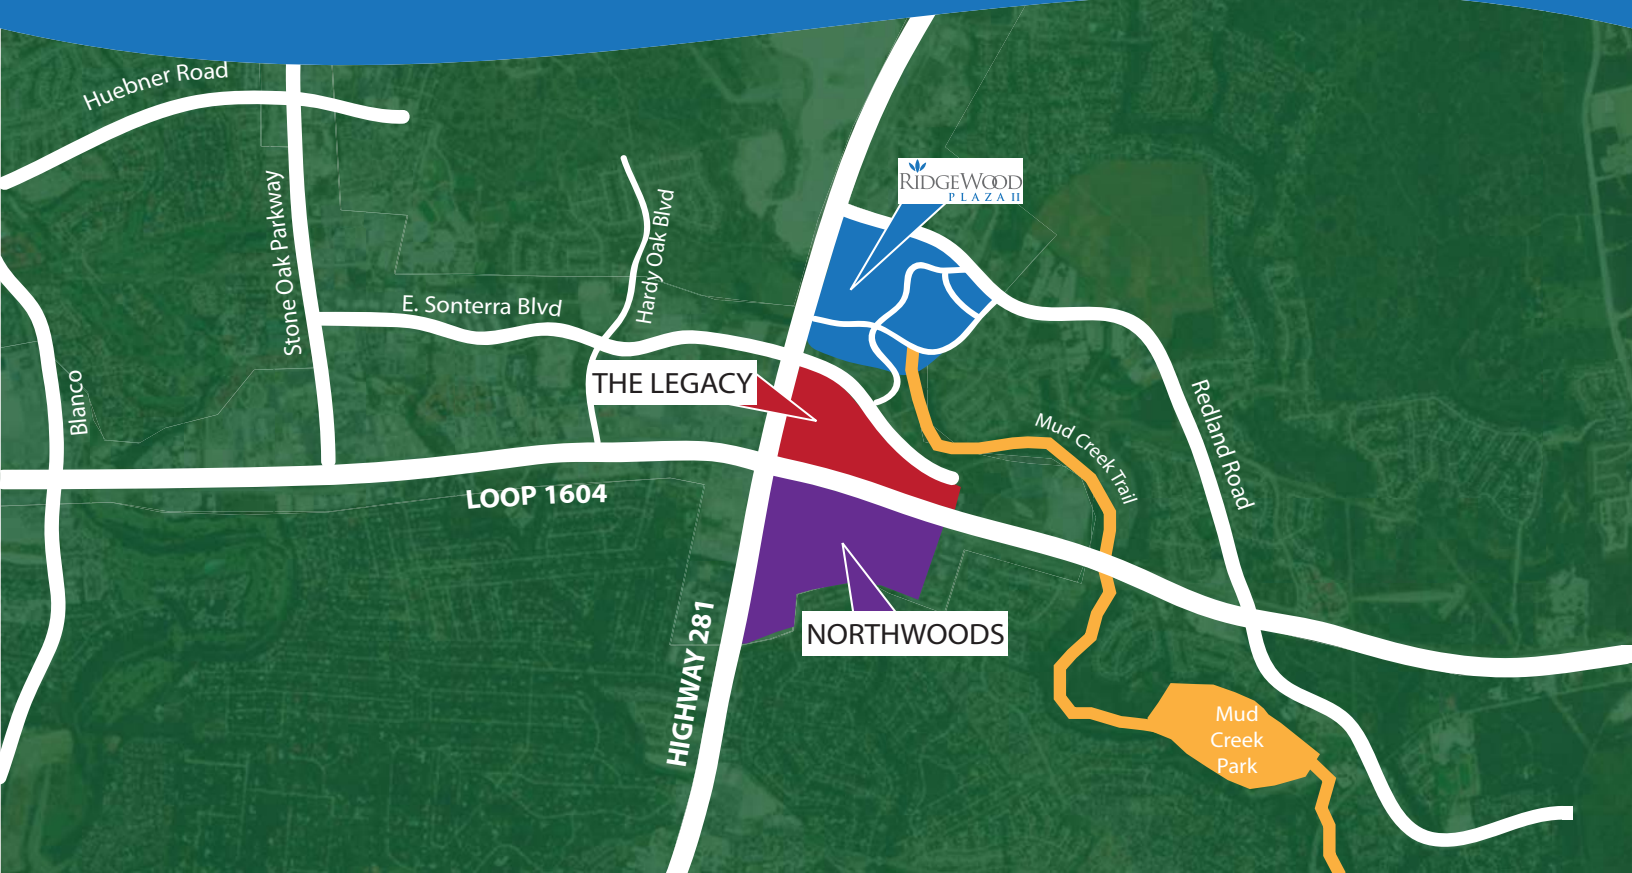 Huebner Road
Stone Oak Parkway
RIDGEWOOD
PLAZA II
Hardy Oak Blvd
E. Sonterra Blvd
Blanco
THE LEGACY
Redland Road
Mud Creek Trail
LOOP 1604
HIGHWAY 281
NORTHWOODS
Mud
Creek
Park